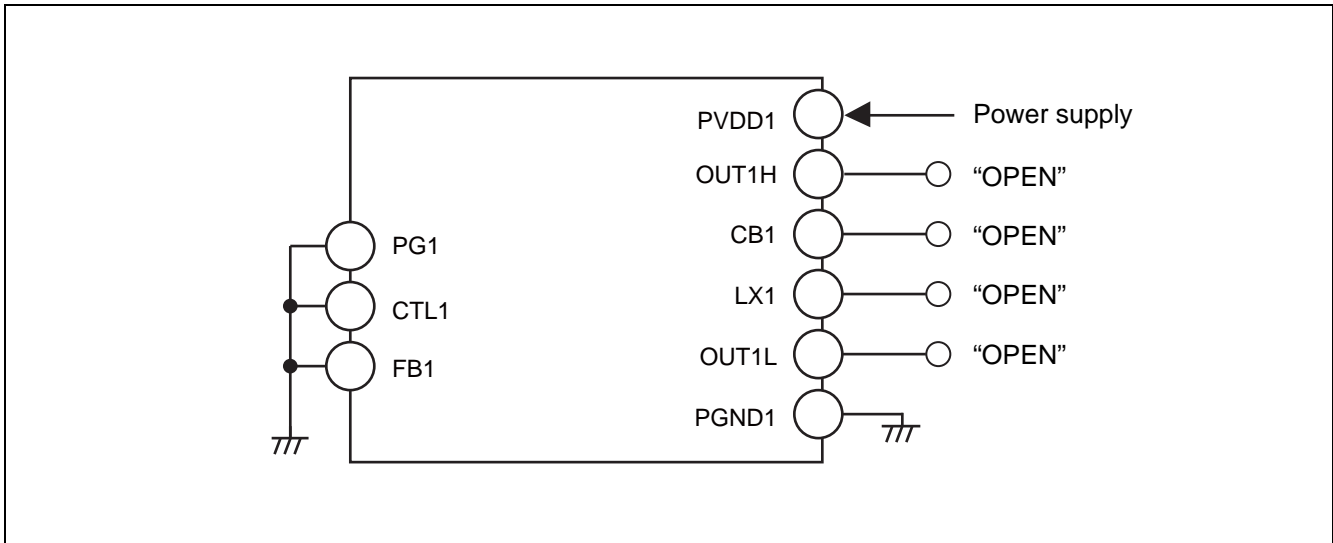 PVDD1
Power supply
OUT1H
“OPEN”
CB1
“OPEN”
PG1
LX1
“OPEN”
CTL1
OUT1L
“OPEN”
FB1
PGND1